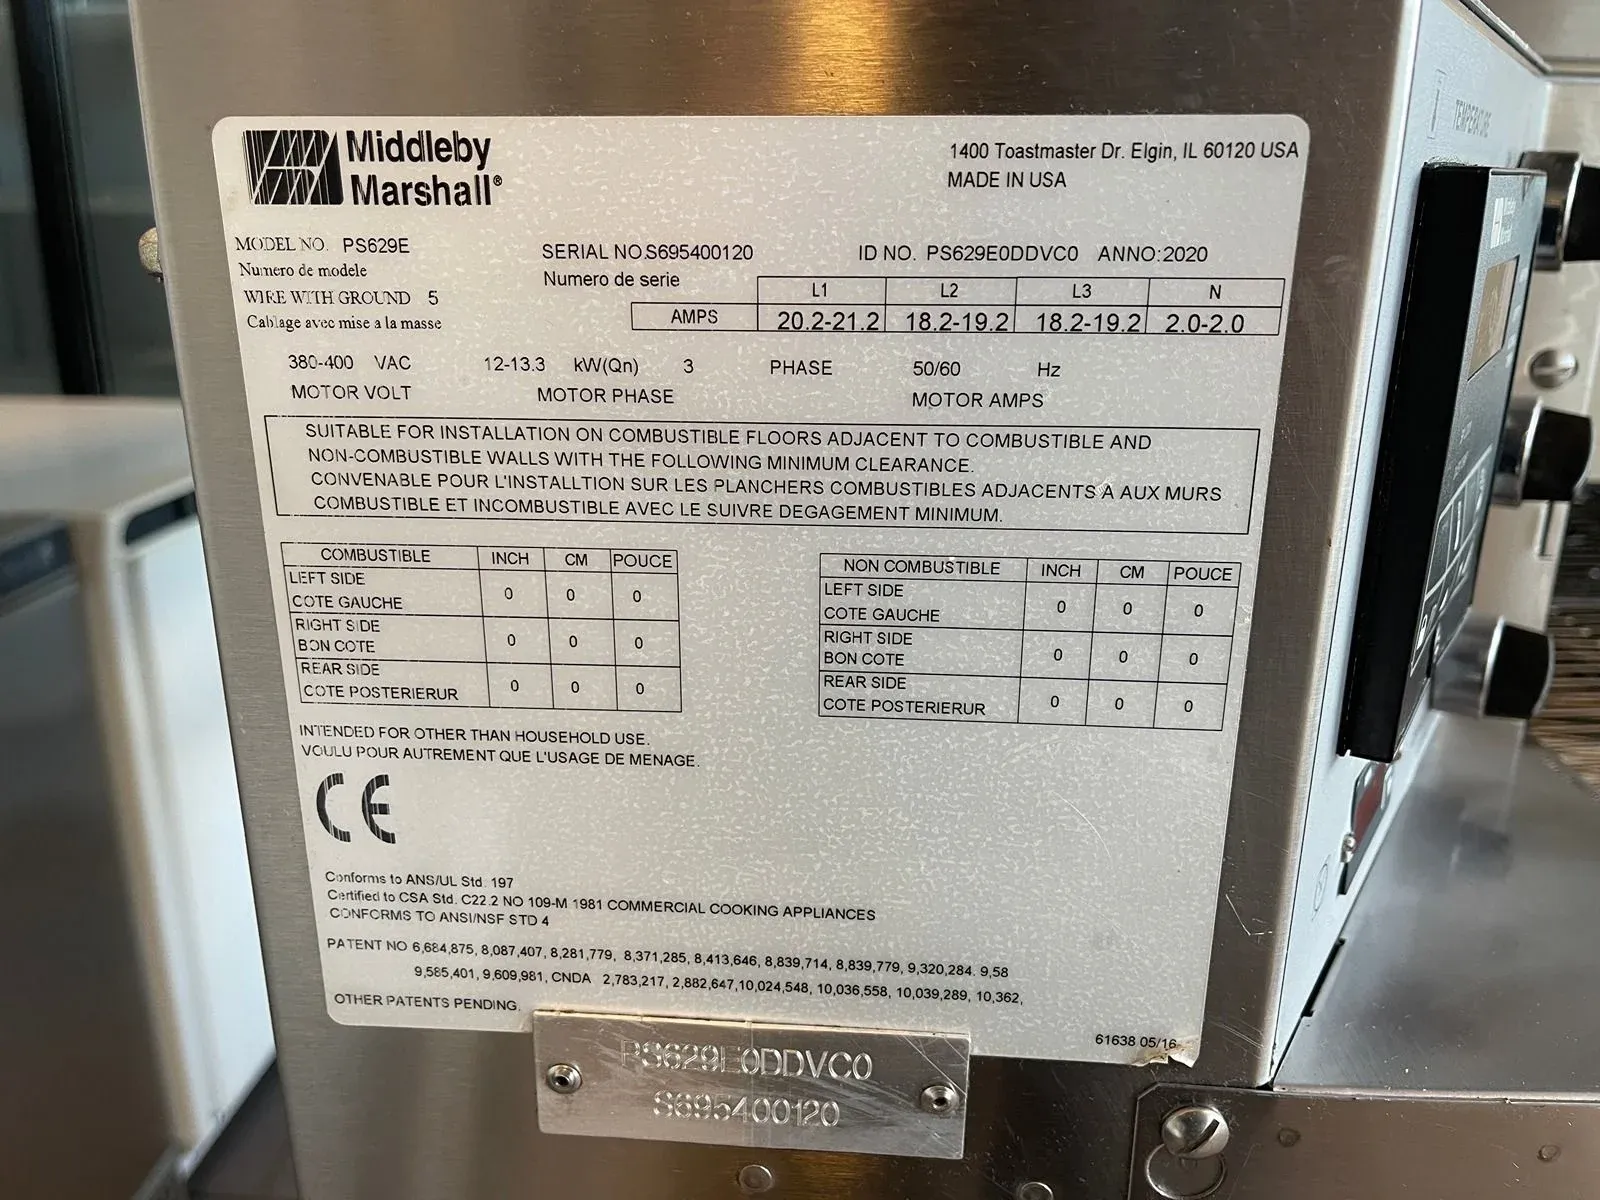 Middleby
Marshall®
1400 Toastmaster Dr. Elgin, IL 60120 USA
MADE IN USA
MODEL NO. PS629E
Numero de modele
SERIAL NO.S695400120
Numero de serie
ID NO. PS629E0DDVC0 ANNO:2020
WIRE WITH GROUND 5
Cablage avec mise a la masse
L1 L2 L3 N
AMPS 20.2-21.2 18.2-19.2 18.2-19.2 2.0-2.0
380-400 VAC 12-13.3 kW(Qn) 3 PHASE 50/60 Hz
MOTOR VOLT MOTOR PHASE MOTOR AMPS
SUITABLE FOR INSTALLATION ON COMBUSTIBLE FLOORS ADJACENT TO COMBUSTIBLE AND
NON-COMBUSTIBLE WALLS WITH THE FOLLOWING MINIMUM CLEARANCE.
CONVENABLE POUR L'INSTALLTION SUR LES PLANCHERS COMBUSTIBLES ADJACENTS A AUX MURS
COMBUSTIBLE ET INCOMBUSTIBLE AVEC LE SUIVRE DEGAGEMENT MINIMUM.
COMBUSTIBLE INCH CM POUCE
LEFT SIDE
COTE GAUCHE 0 0 0
RIGHT SIDE
BON COTE 0 0 0
REAR SIDE
COTE POSTERIERUR 0 0 0
NON COMBUSTIBLE INCH CM POUCE
LEFT SIDE
COTE GAUCHE 0 0 0
RIGHT SIDE
BON COTE 0 0 0
REAR SIDE
COTE POSTERIERUR 0 0 0
INTENDED FOR OTHER THAN HOUSEHOLD USE.
VOULU POUR AUTREMENT QUE L'USAGE DE MENAGE.
CE
Conforms to ANS/UL Std. 197
Certified to CSA Std. C22.2 NO 109-M 1981 COMMERCIAL COOKING APPLIANCES
CONFORMS TO ANSI/NSF STD 4
PATENT NO 6,684,875, 8,087,407, 8,281,779, 8,371,285, 8,413,646, 8,839,714, 8,839,779, 9,320,284. 9,58
9,585,401, 9,609,981, CNDA 2,783,217, 2,882,647,10,024,548, 10,036,558, 10,039,289, 10,362,
OTHER PATENTS PENDING.
61638 05/16
PS629E0DDVC0
S695400120
TEMPERATURE
Middleby
Marshall